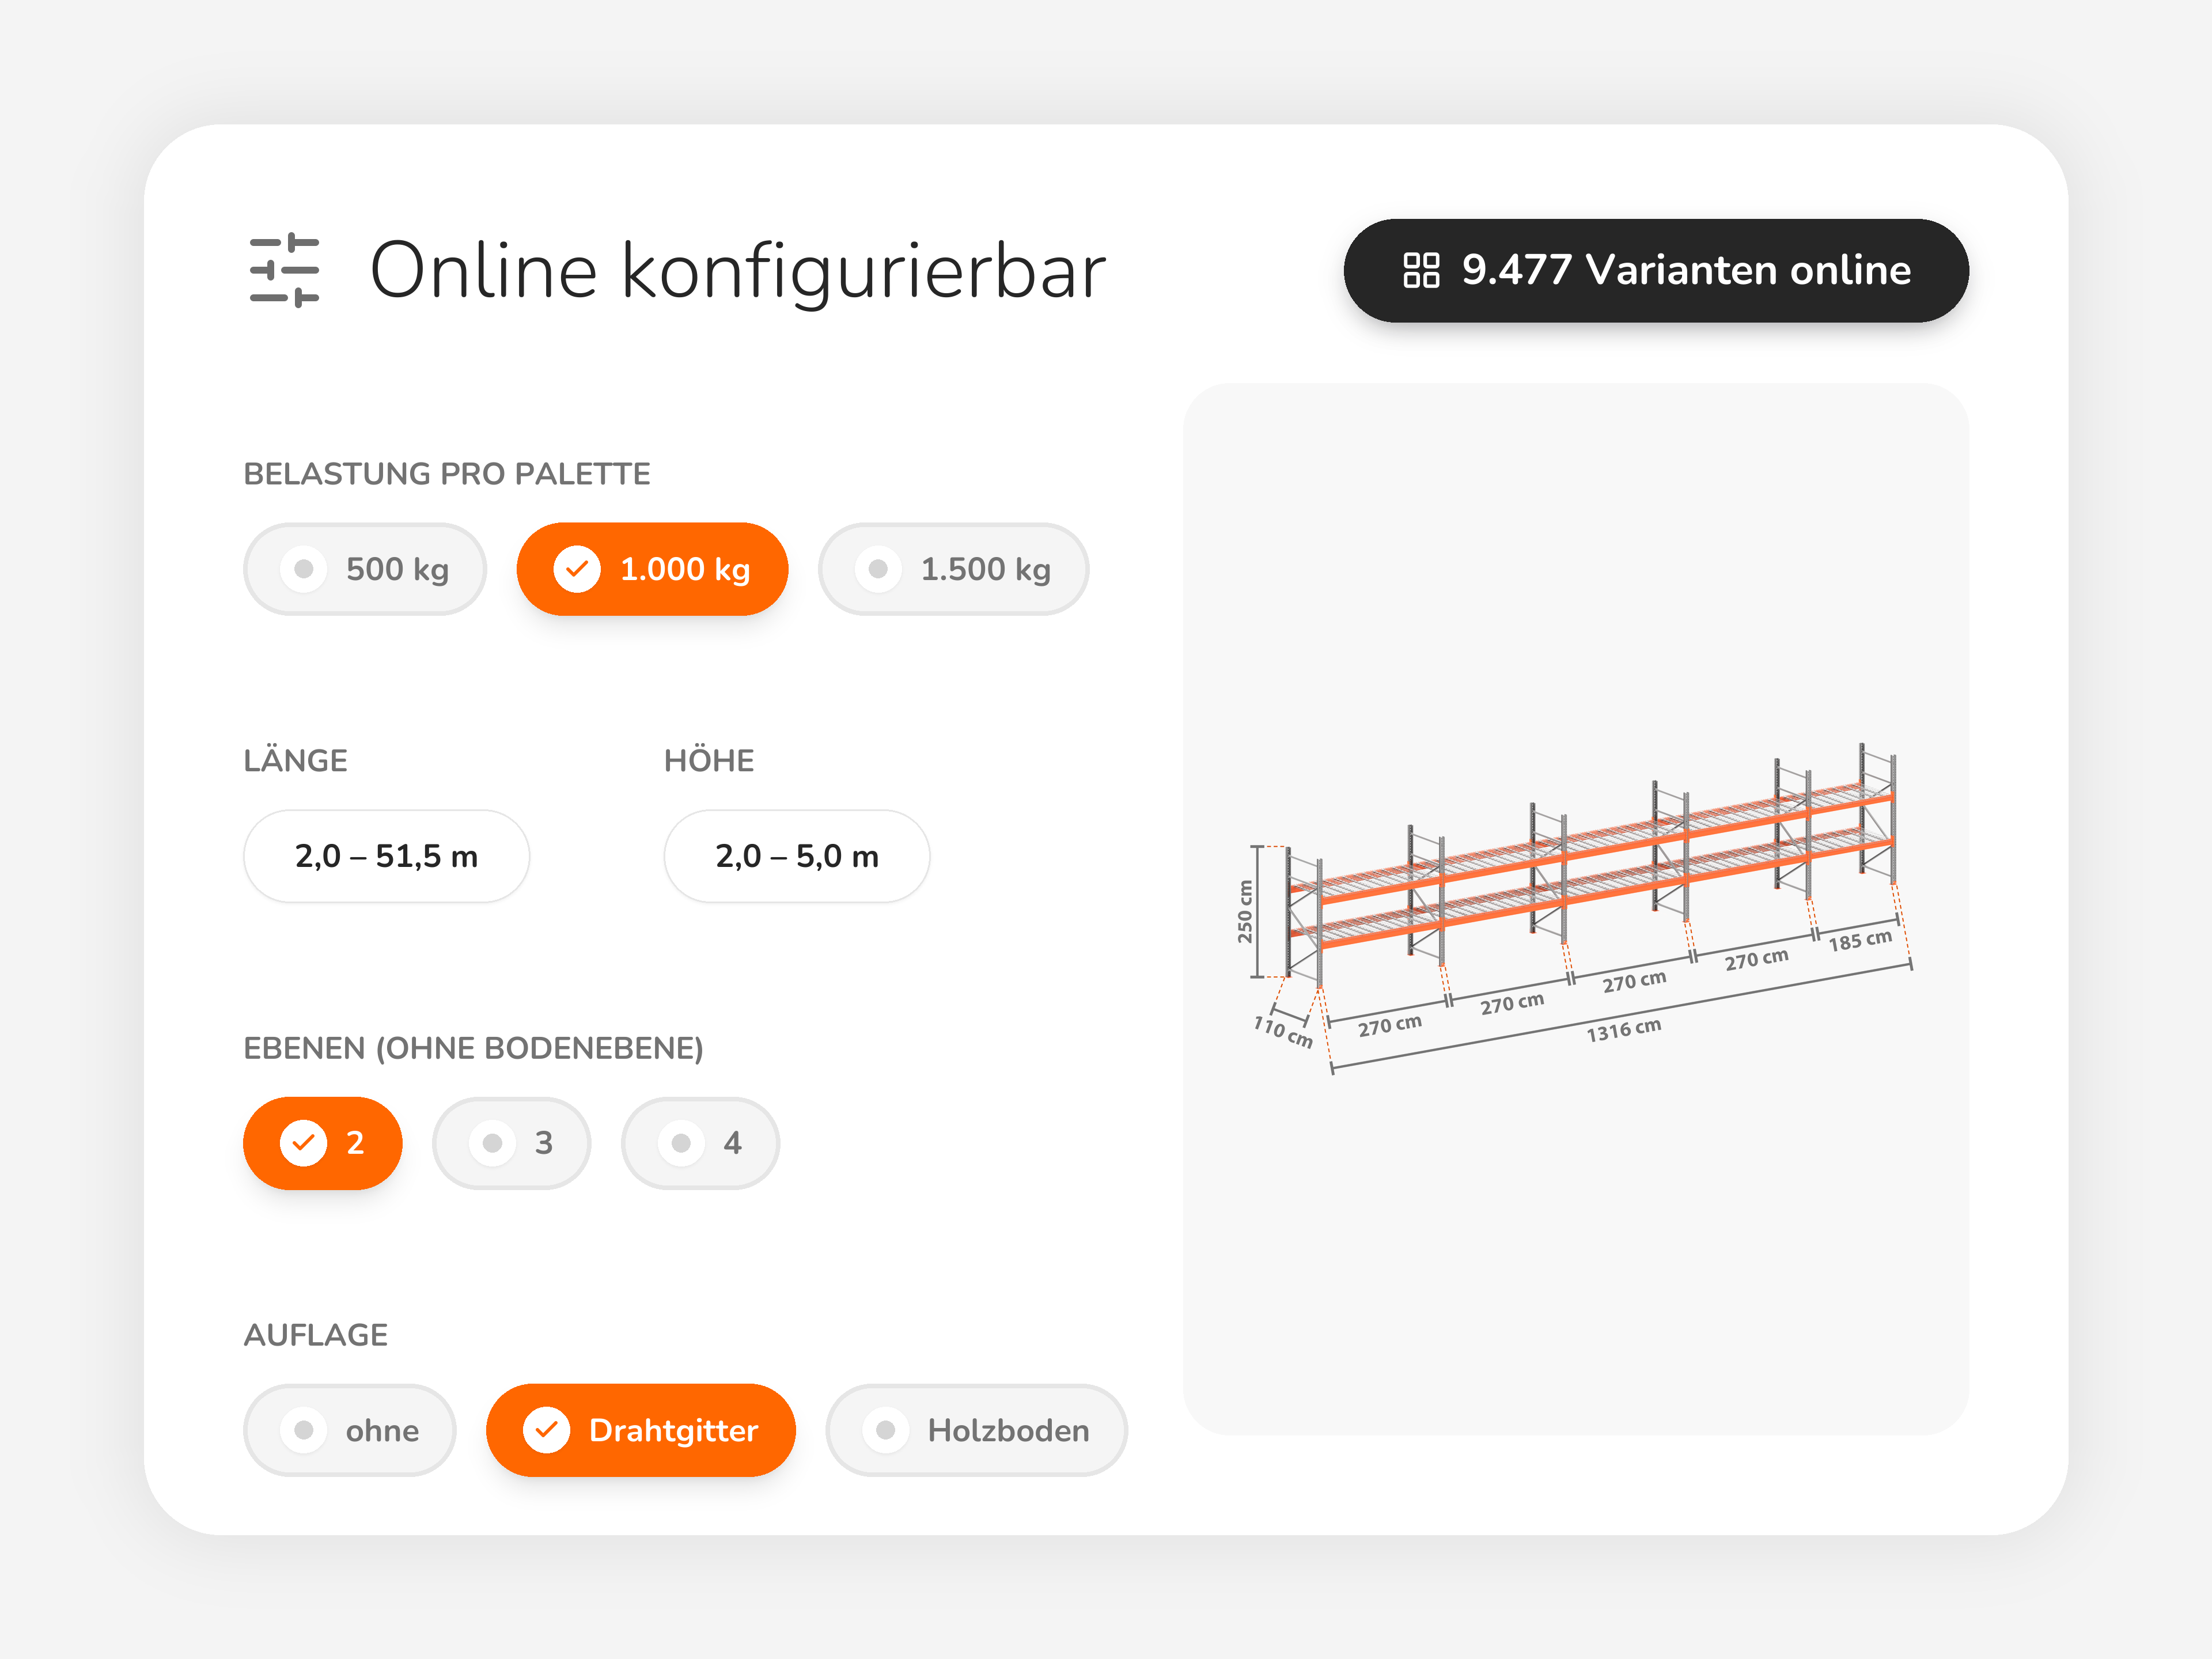 Online konfigurierbar
9.477 Varianten online
BELASTUNG PRO PALETTE
500 kg
1.000 kg
1.500 kg
LÄNGE
HÖHE
2,0 – 51,5 m
2,0 – 5,0 m
EBENEN (OHNE BODENEBENE)
2
3
4
AUFLAGE
ohne
Drahtgitter
Holzboden
250 cm
110 cm
270 cm
270 cm
270 cm
270 cm
185 cm
1316 cm